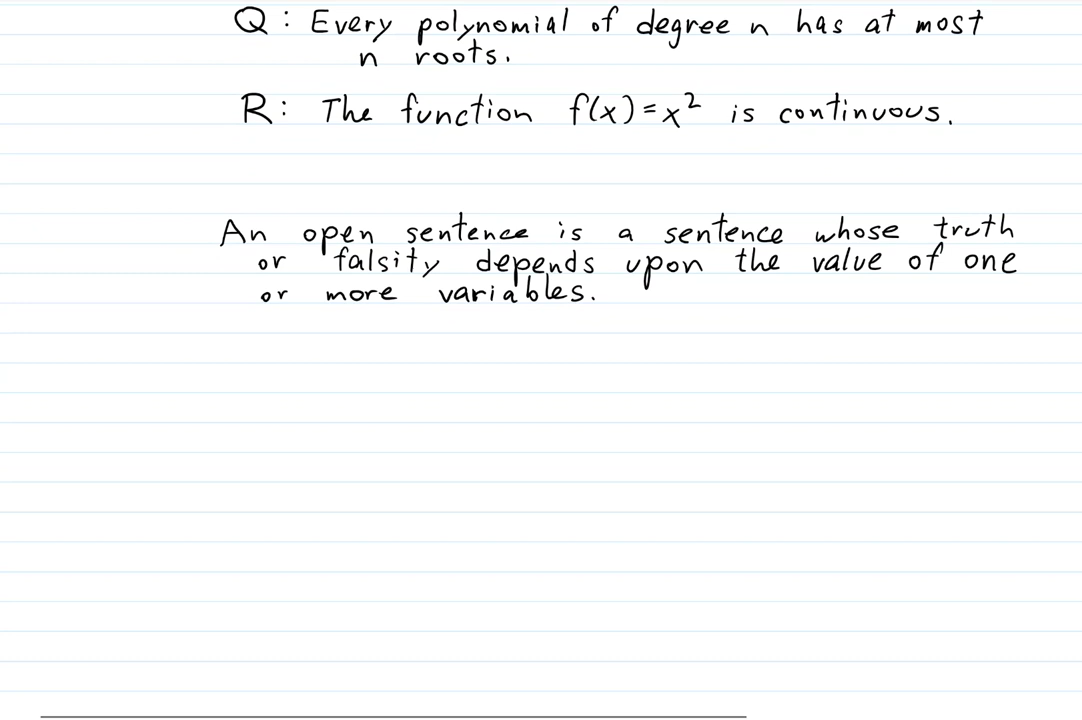 Q: Every polynomial of degree n has at most
n roots.
R: The function f(x)=x² is continuous.
An open sentence is a sentence whose truth
or falsity depends upon the value of one
or more variables.